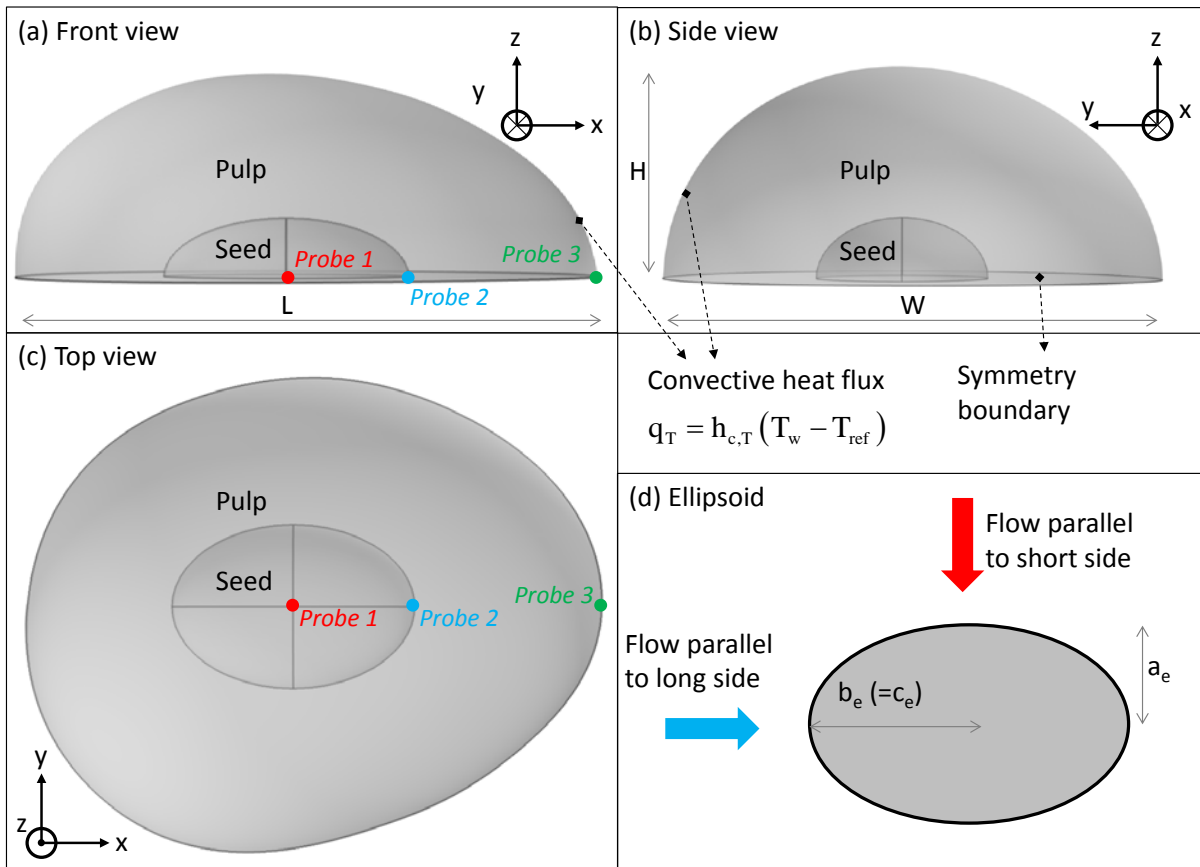 (a) Front view
z
y
x
Pulp
Seed
Probe 1
Probe 2
Probe 3
L
(b) Side view
z
y
x
H
Pulp
Seed
W
Convective heat flux
q_T = h_{c,T} (T_w − T_ref)
Symmetry
boundary
(c) Top view
Pulp
Seed
Probe 1
Probe 2
Probe 3
y
z
x
(d) Ellipsoid
Flow parallel
to short side
Flow parallel
to long side
b_e (=c_e)
a_e